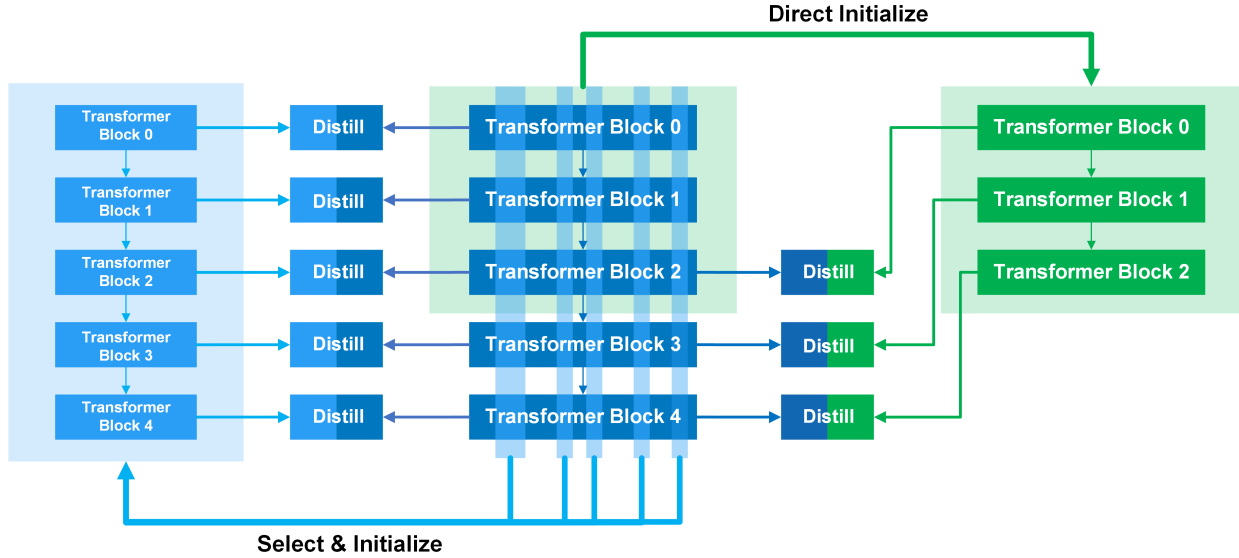 Direct Initialize
Transformer
Block 0
Distill
Transformer Block 0
Transformer Block 0
Transformer
Block 1
Distill
Transformer Block 1
Transformer Block 1
Transformer
Block 2
Distill
Transformer Block 2
Distill
Transformer Block 2
Transformer
Block 3
Distill
Transformer Block 3
Distill
Transformer
Block 4
Distill
Transformer Block 4
Distill
Select & Initialize